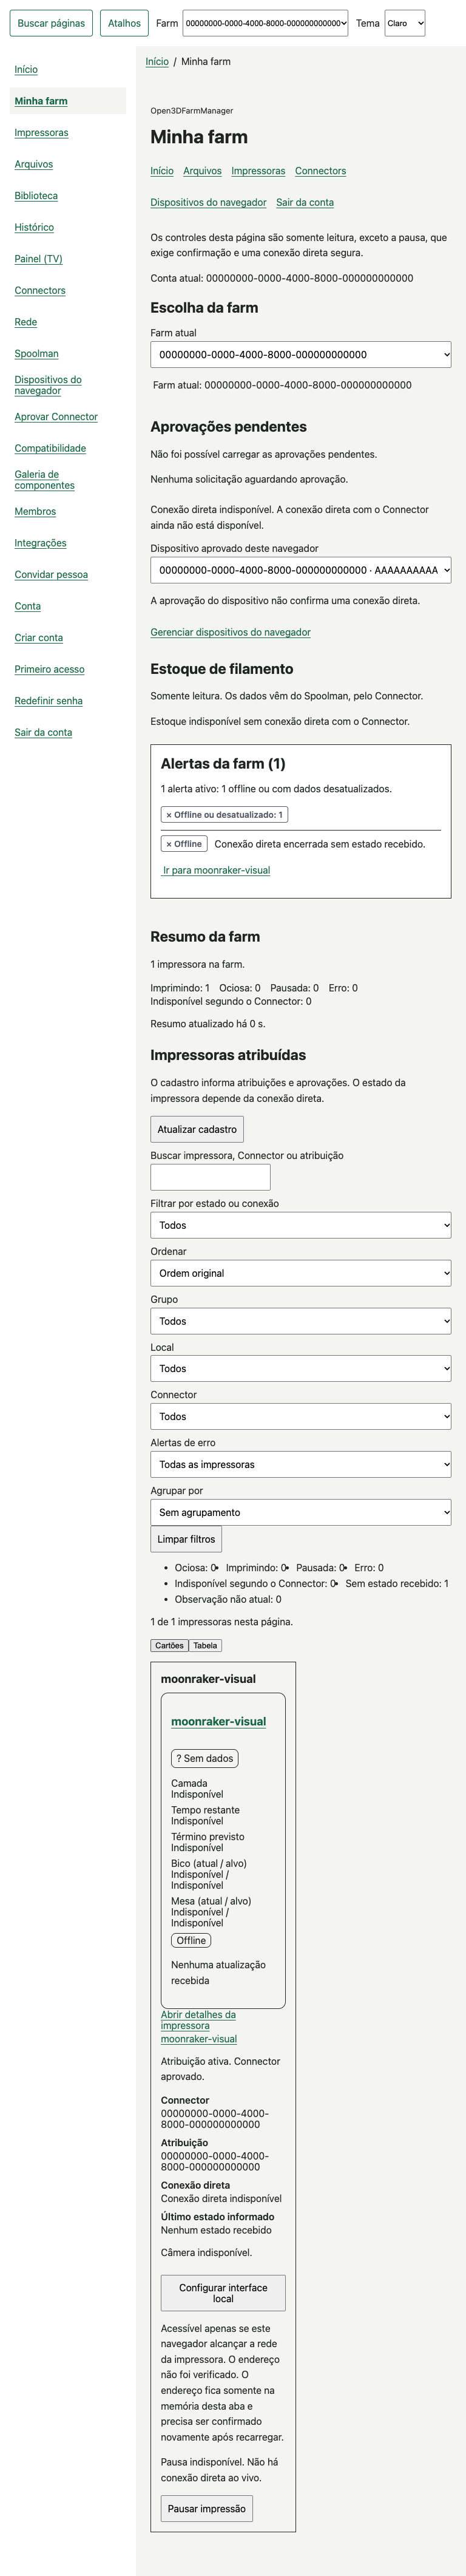 Buscar páginas Atalhos Farm 00000000-0000-4000-8000-000000000000 Tema Claro
Início
Minha farm
Impressoras
Arquivos
Biblioteca
Histórico
Painel (TV)
Connectors
Rede
Spoolman
Dispositivos do
navegador
Aprovar Connector
Compatibilidade
Galeria de
componentes
Membros
Integrações
Convidar pessoa
Conta
Criar conta
Primeiro acesso
Redefinir senha
Sair da conta
Início / Minha farm
Open3DFarmManager
Minha farm
Início Arquivos Impressoras Connectors
Dispositivos do navegador Sair da conta
Os controles desta página são somente leitura, exceto a pausa, que
exige confirmação e uma conexão direta segura.
Conta atual: 00000000-0000-4000-8000-000000000000
Escolha da farm
Farm atual
00000000-0000-4000-8000-000000000000
Farm atual: 00000000-0000-4000-8000-000000000000
Aprovações pendentes
Não foi possível carregar as aprovações pendentes.
Nenhuma solicitação aguardando aprovação.
Conexão direta indisponível. A conexão direta com o Connector
ainda não está disponível.
Dispositivo aprovado deste navegador
00000000-0000-4000-8000-000000000000 · AAAAAAAAAA
A aprovação do dispositivo não confirma uma conexão direta.
Gerenciar dispositivos do navegador
Estoque de filamento
Somente leitura. Os dados vêm do Spoolman, pelo Connector.
Estoque indisponível sem conexão direta com o Connector.
Alertas da farm (1)
1 alerta ativo: 1 offline ou com dados desatualizados.
× Offline ou desatualizado: 1
× Offline Conexão direta encerrada sem estado recebido.
Ir para moonraker-visual
Resumo da farm
1 impressora na farm.
Imprimindo: 1 Ociosa: 0 Pausada: 0 Erro: 0
Indisponível segundo o Connector: 0
Resumo atualizado há 0 s.
Impressoras atribuídas
O cadastro informa atribuições e aprovações. O estado da
impressora depende da conexão direta.
Atualizar cadastro
Buscar impressora, Connector ou atribuição
Filtrar por estado ou conexão
Todos
Ordenar
Ordem original
Grupo
Todos
Local
Todos
Connector
Todos
Alertas de erro
Todas as impressoras
Agrupar por
Sem agrupamento
Limpar filtros
• Ociosa: 0 • Imprimindo: 0 • Pausada: 0 • Erro: 0
• Indisponível segundo o Connector: 0 • Sem estado recebido: 1
• Observação não atual: 0
1 de 1 impressoras nesta página.
Cartões Tabela
moonraker-visual
moonraker-visual
? Sem dados
Camada
Indisponível
Tempo restante
Indisponível
Término previsto
Indisponível
Bico (atual / alvo)
Indisponível /
Indisponível
Mesa (atual / alvo)
Indisponível /
Indisponível
Offline
Nenhuma atualização
recebida
Abrir detalhes da
impressora
moonraker-visual
Atribuição ativa. Connector
aprovado.
Connector
00000000-0000-4000-
8000-000000000000
Atribuição
00000000-0000-4000-
8000-000000000000
Conexão direta
Conexão direta indisponível
Último estado informado
Nenhum estado recebido
Câmera indisponível.
Configurar interface
local
Acessível apenas se este
navegador alcançar a rede
da impressora. O endereço
não foi verificado. O
endereço fica somente na
memória desta aba e
precisa ser confirmado
novamente após recarregar.
Pausa indisponível. Não há
conexão direta ao vivo.
Pausar impressão